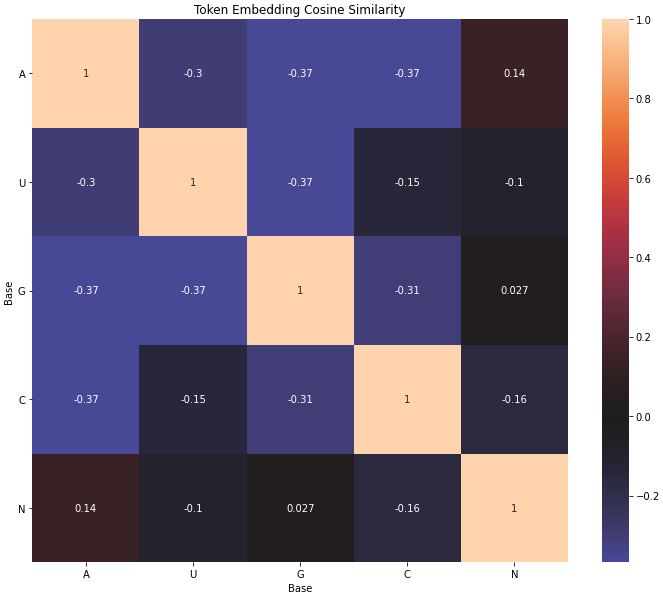 Token Embedding Cosine Similarity
A 1 -0.3 -0.37 -0.37 0.14
U -0.3 1 -0.37 -0.15 -0.1
G -0.37 -0.37 1 -0.31 0.027
C -0.37 -0.15 -0.31 1 -0.16
N 0.14 -0.1 0.027 -0.16 1
A U G C N
Base
Base
1.0
0.8
0.6
0.4
0.2
0.0
−0.2